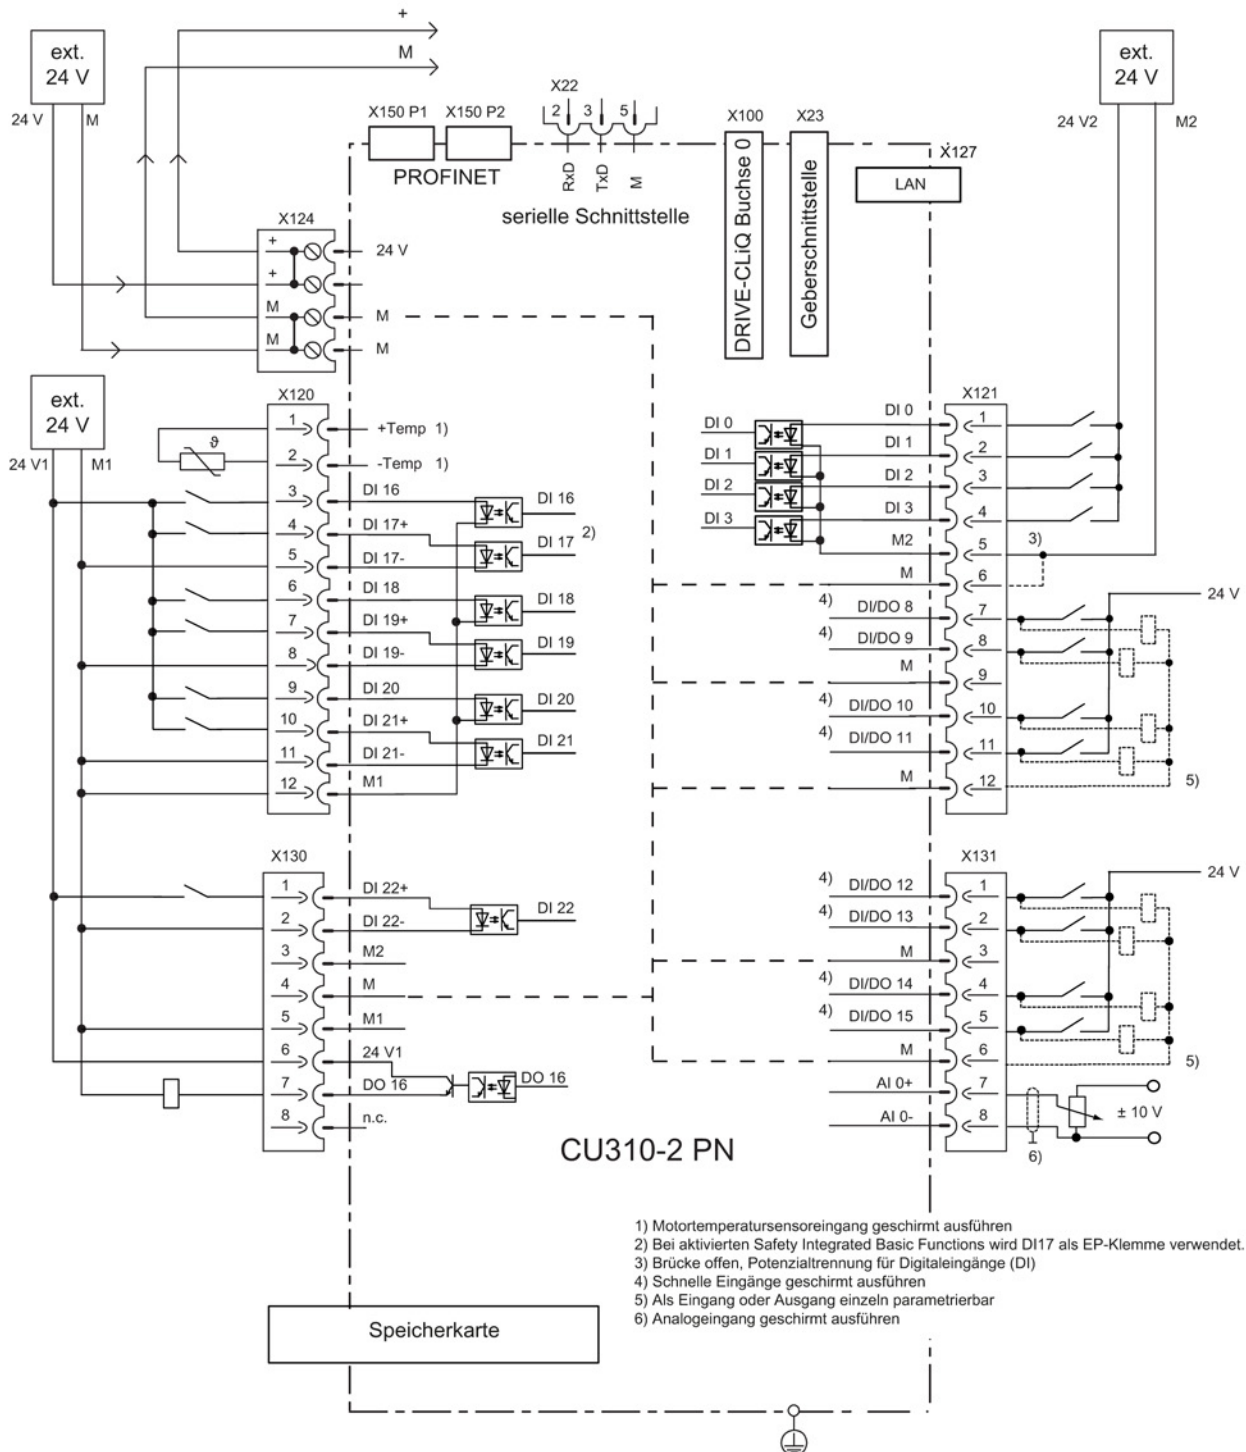 +
M
ext.
24 V
24 V
M
ext.
24 V
24 V2
M2
X22
2
3
5
RxD
TxD
M
serielle Schnittstelle
X150 P1
X150 P2
PROFINET
X100
DRIVE-CLiQ Buchse 0
X23
Geberschnittstelle
X127
LAN
X124
+
24 V
+
M
M
M
M
ext.
24 V
24 V1
M1
X120
1
+Temp 1)
ϑ
2
-Temp 1)
3
DI 16
DI 16
4
DI 17+
DI 17
2)
5
DI 17-
6
DI 18
DI 18
7
DI 19+
DI 19
8
DI 19-
9
DI 20
DI 20
10
DI 21+
DI 21
11
DI 21-
12
M1
X121
DI 0
DI 0
1
DI 1
DI 1
2
DI 2
DI 2
3
DI 3
DI 3
4
M2
5
3)
M
6
24 V
4)
DI/DO 8
7
4)
DI/DO 9
8
M
9
4)
DI/DO 10
10
4)
DI/DO 11
11
M
12
5)
X130
1
DI 22+
DI 22
2
DI 22-
3
M2
4
M
5
M1
6
24 V1
7
DO 16
DO 16
8
n.c.
X131
24 V
4)
DI/DO 12
1
4)
DI/DO 13
2
M
3
4)
DI/DO 14
4
4)
DI/DO 15
5
M
6
5)
AI 0+
7
± 10 V
AI 0-
8
6)
CU310-2 PN
1) Motortemperatursensoreingang geschirmt ausführen
2) Bei aktivierten Safety Integrated Basic Functions wird DI17 als EP-Klemme verwendet.
3) Brücke offen, Potenzialtrennung für Digitaleingänge (DI)
4) Schnelle Eingänge geschirmt ausführen
5) Als Eingang oder Ausgang einzeln parametrierbar
6) Analogeingang geschirmt ausführen
Speicherkarte